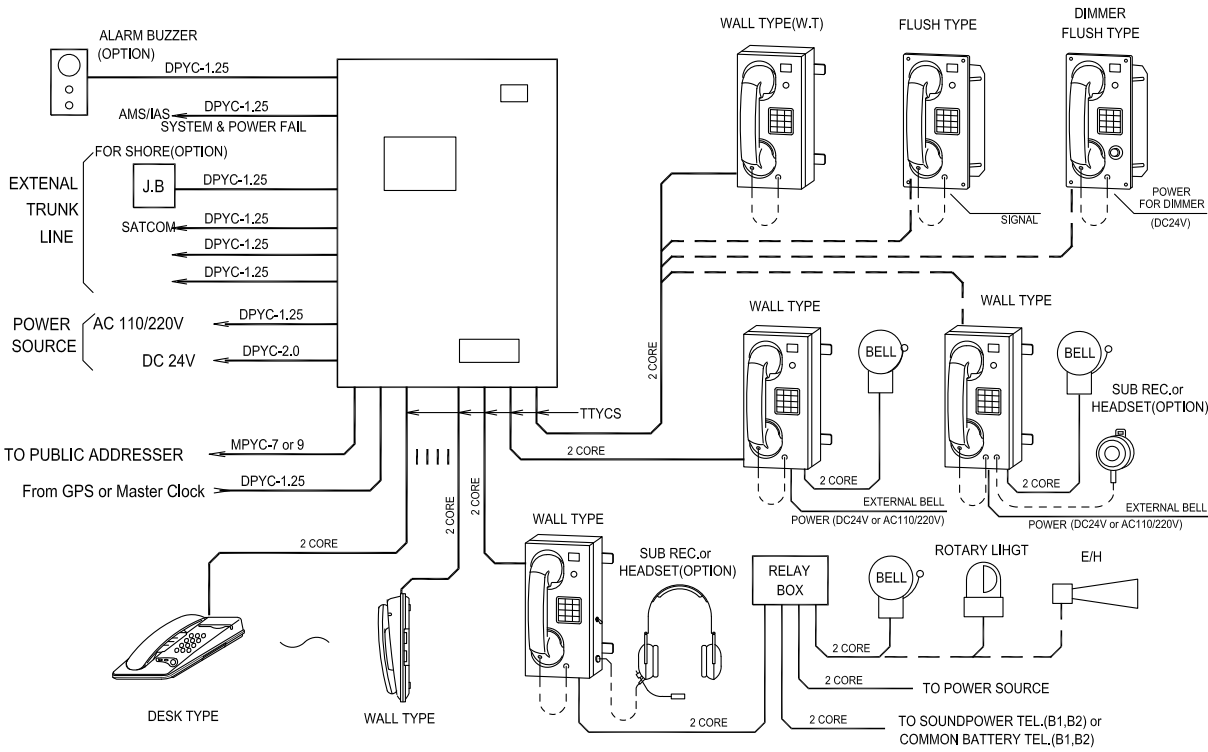 ALARM BUZZER
(OPTION)
DPYC-1.25
AMS/IAS
DPYC-1.25
SYSTEM & POWER FAIL
FOR SHORE(OPTION)
J.B
DPYC-1.25
EXTENAL
TRUNK
LINE
SATCOM
DPYC-1.25
DPYC-1.25
DPYC-1.25
POWER
SOURCE
AC 110/220V
DPYC-1.25
DC 24V
DPYC-2.0
TO PUBLIC ADDRESSER
MPYC-7 or 9
From GPS or Master Clock
DPYC-1.25
TTYCS
WALL TYPE(W.T)
FLUSH TYPE
DIMMER
FLUSH TYPE
SIGNAL
POWER
FOR DIMMER
(DC24V)
2 CORE
WALL TYPE
BELL
WALL TYPE
BELL
SUB REC.or
HEADSET(OPTION)
2 CORE
2 CORE
2 CORE
EXTERNAL BELL
POWER (DC24V or AC110/220V)
EXTERNAL BELL
POWER (DC24V or AC110/220V)
2 CORE
2 CORE
2 CORE
DESK TYPE
WALL TYPE
WALL TYPE
SUB REC.or
HEADSET(OPTION)
RELAY
BOX
BELL
ROTARY LIHGT
E/H
2 CORE
2 CORE
TO POWER SOURCE
2 CORE
2 CORE
TO SOUNDPOWER TEL.(B1,B2) or
COMMON BATTERY TEL.(B1,B2)